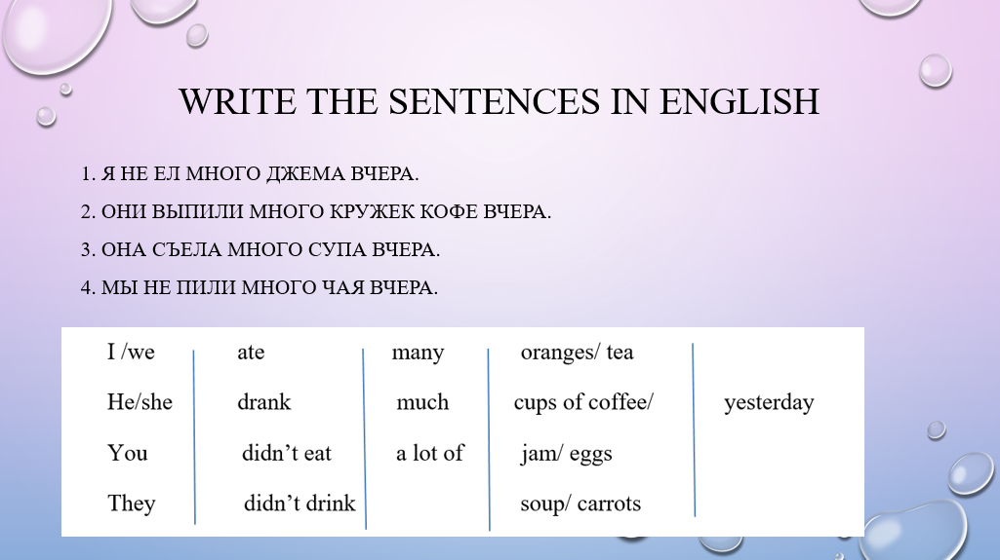 WRITE THE SENTENCES IN ENGLISH
1. Я НЕ ЕЛ МНОГО ДЖЕМА ВЧЕРА.
2. ОНИ ВЫПИЛИ МНОГО КРУЖЕК КОФЕ ВЧЕРА.
3. ОНА СЪЕЛА МНОГО СУПА ВЧЕРА.
4. МЫ НЕ ПИЛИ МНОГО ЧАЯ ВЧЕРА.
I /we ate many oranges/ tea
He/she drank much cups of coffee/ yesterday
You didn’t eat a lot of jam/ eggs
They didn’t drink soup/ carrots